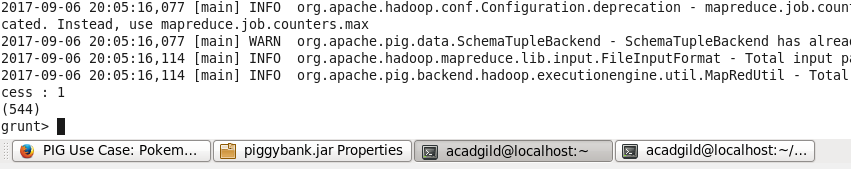 2017-09-06 20:05:16,077 [main] INFO  org.apache.hadoop.conf.Configuration.deprecation - mapreduce.job.count
cated. Instead, use mapreduce.job.counters.max
2017-09-06 20:05:16,077 [main] WARN  org.apache.pig.data.SchemaTupleBackend - SchemaTupleBackend has alrea
2017-09-06 20:05:16,114 [main] INFO  org.apache.hadoop.mapreduce.lib.input.FileInputFormat - Total input pa
2017-09-06 20:05:16,114 [main] INFO  org.apache.pig.backend.hadoop.executionengine.util.MapRedUtil - Total
cess : 1
(544)
grunt>
PIG Use Case: Pokem... piggybank.jar Properties acadgild@localhost:~ acadgild@localhost:~/...